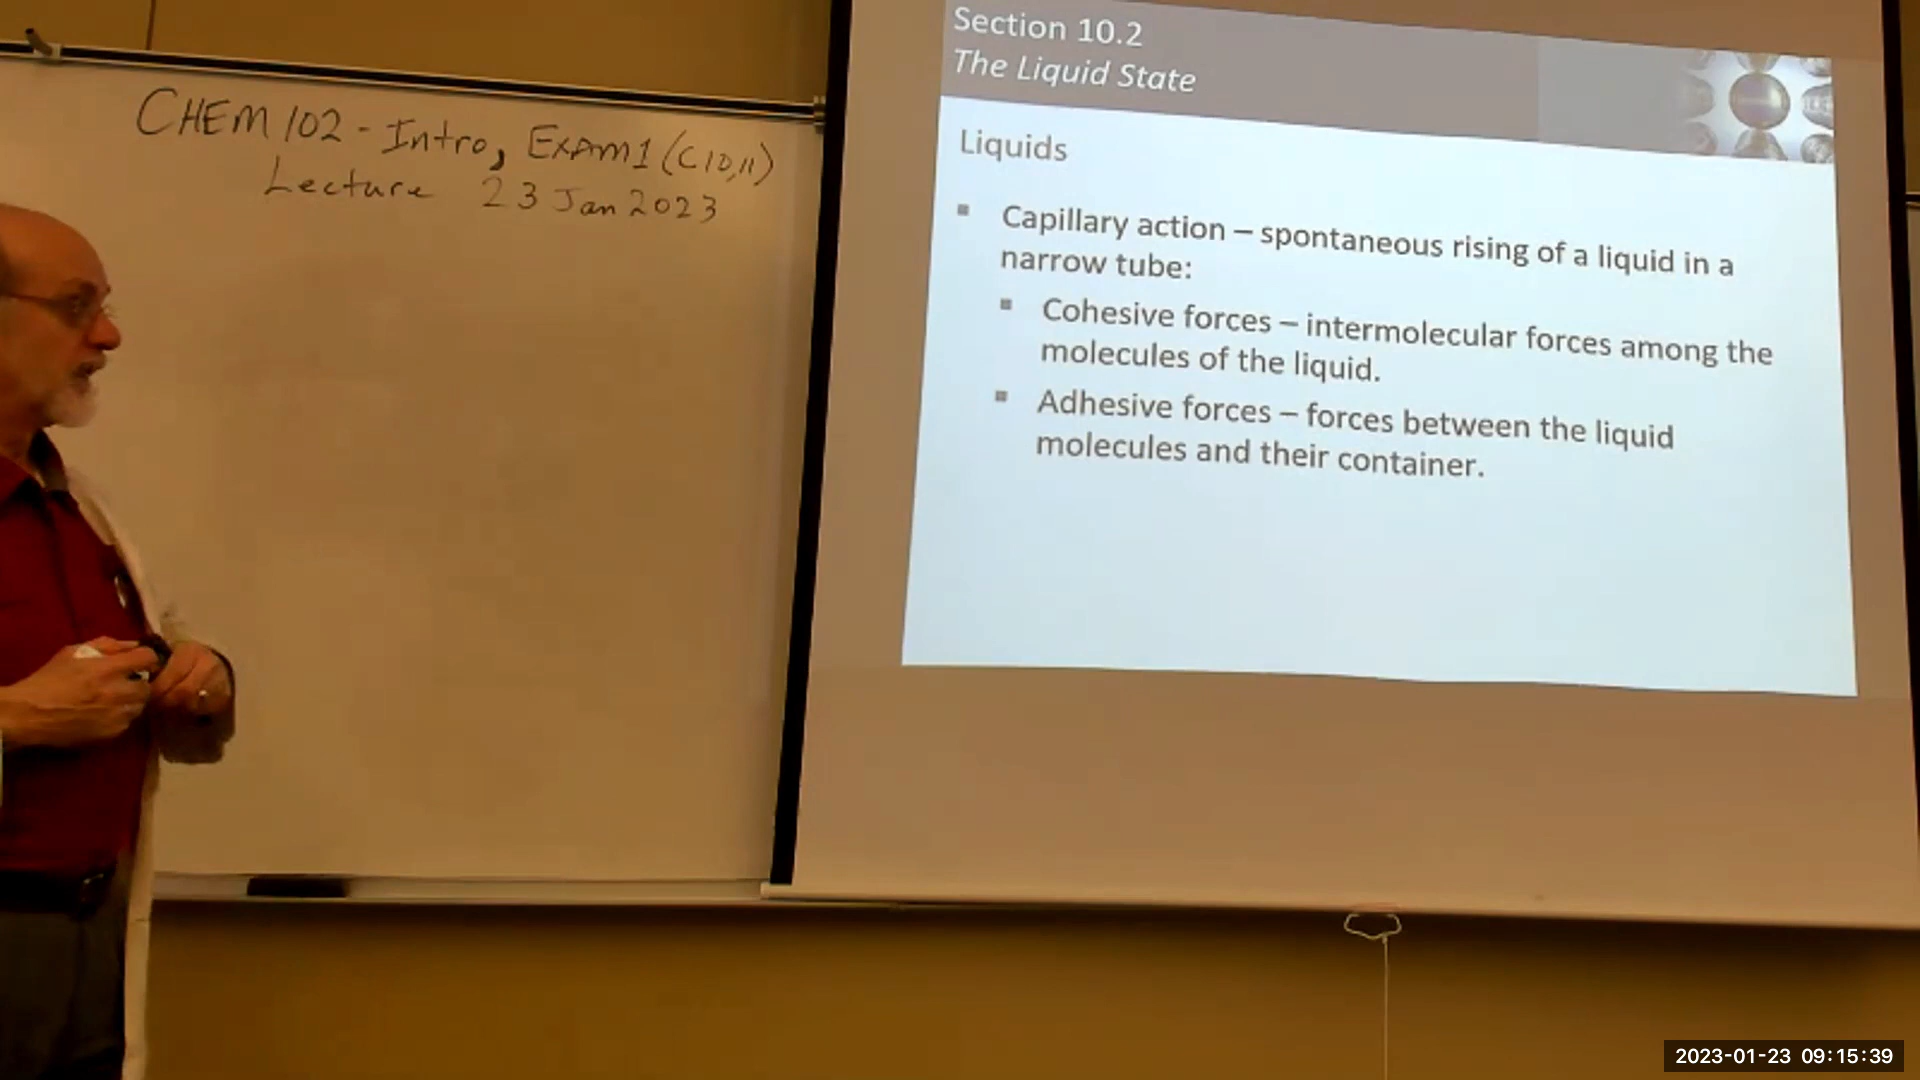 CHEM 102 - Intro, Exam 1 (C10,11)
Lecture 23 Jan 2023
Section 10.2
The Liquid State
Liquids
▪ Capillary action – spontaneous rising of a liquid in a
narrow tube:
▪ Cohesive forces – intermolecular forces among the
molecules of the liquid.
▪ Adhesive forces – forces between the liquid
molecules and their container.
2023-01-23 09:15:39